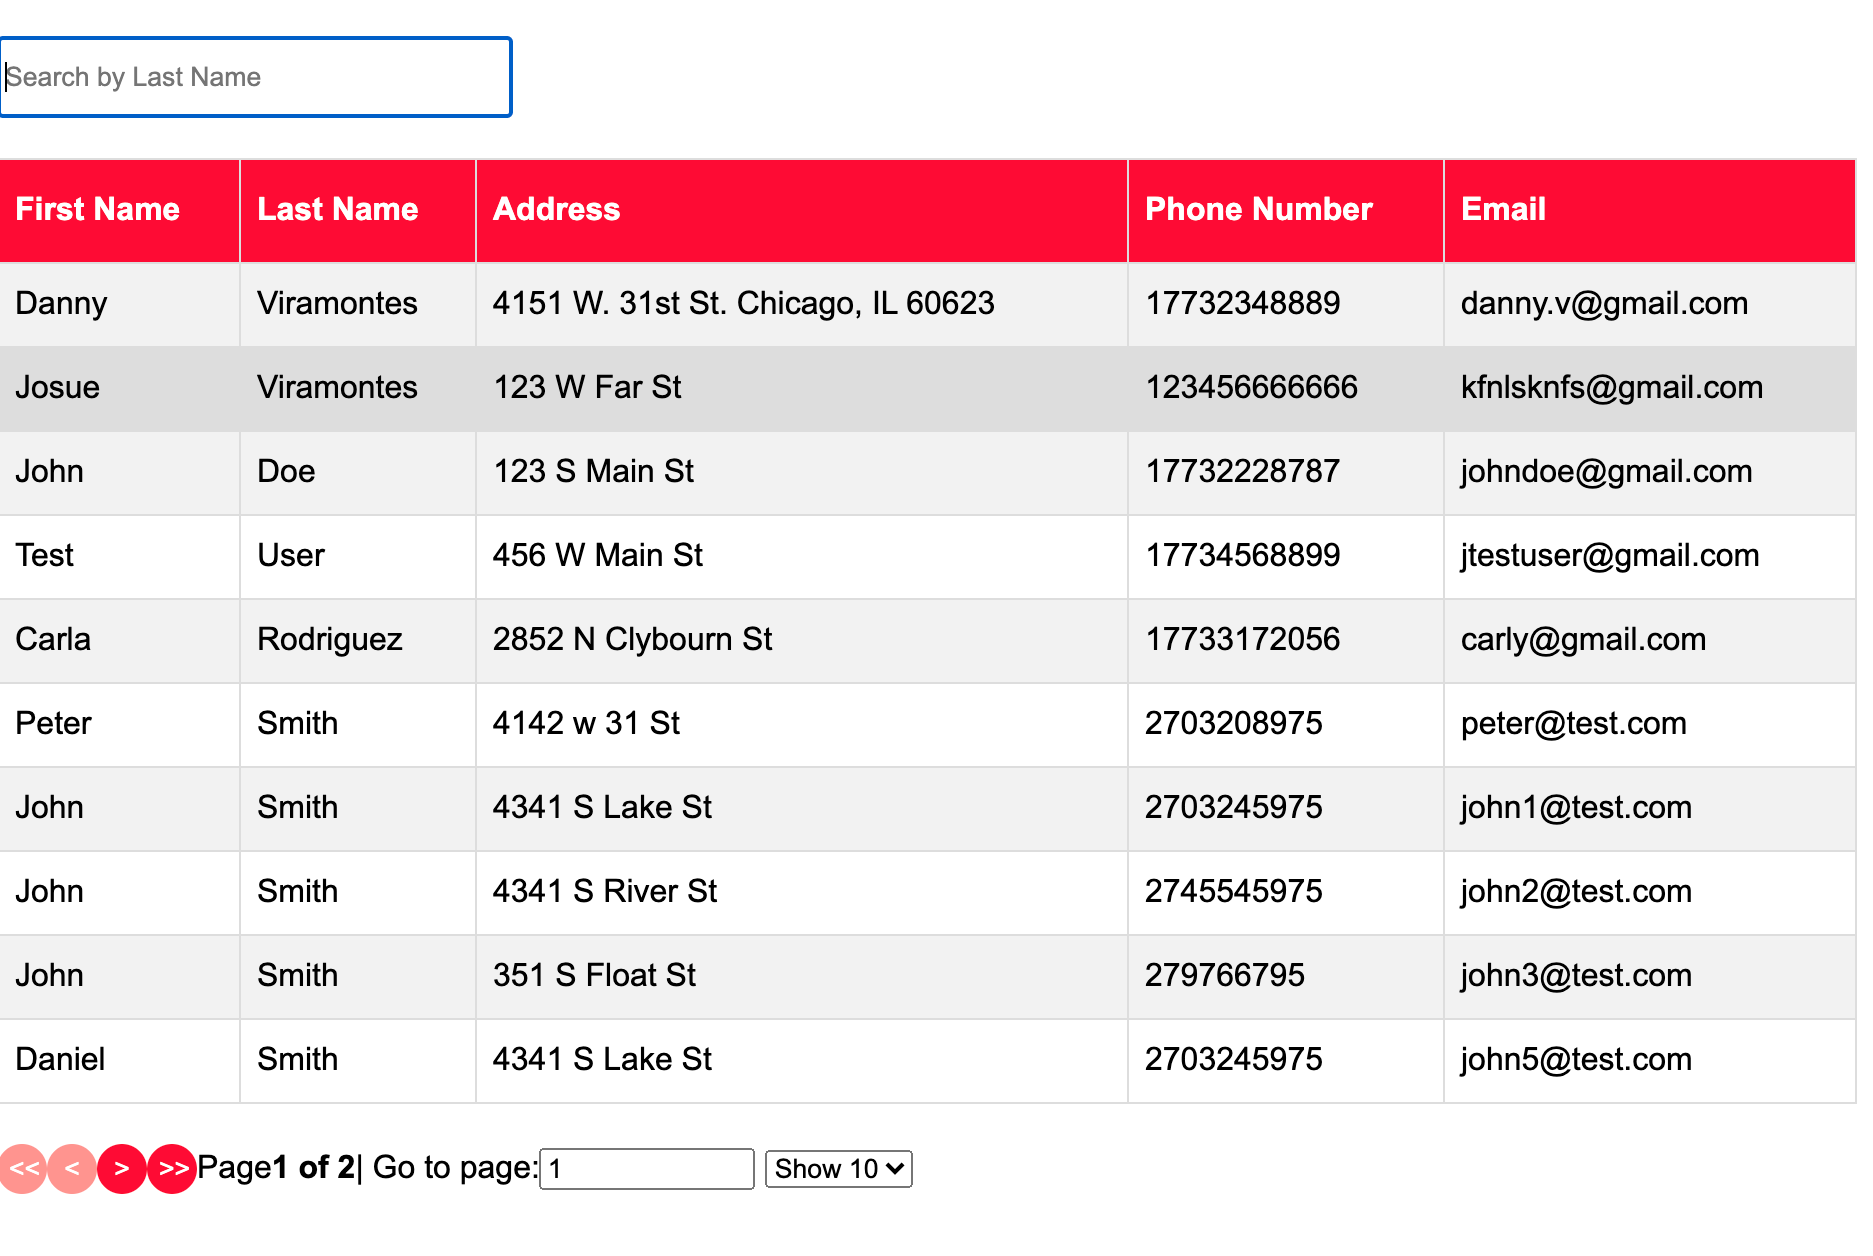 Search by Last Name
First Name Last Name Address Phone Number Email
Danny Viramontes 4151 W. 31st St. Chicago, IL 60623 17732348889 danny.v@gmail.com
Josue Viramontes 123 W Far St 123456666666 kfnlsknfs@gmail.com
John Doe 123 S Main St 17732228787 johndoe@gmail.com
Test User 456 W Main St 17734568899 jtestuser@gmail.com
Carla Rodriguez 2852 N Clybourn St 17733172056 carly@gmail.com
Peter Smith 4142 w 31 St 2703208975 peter@test.com
John Smith 4341 S Lake St 2703245975 john1@test.com
John Smith 4341 S River St 2745545975 john2@test.com
John Smith 351 S Float St 279766795 john3@test.com
Daniel Smith 4341 S Lake St 2703245975 john5@test.com
<< < > >> Page1 of 2| Go to page: 1 Show 10